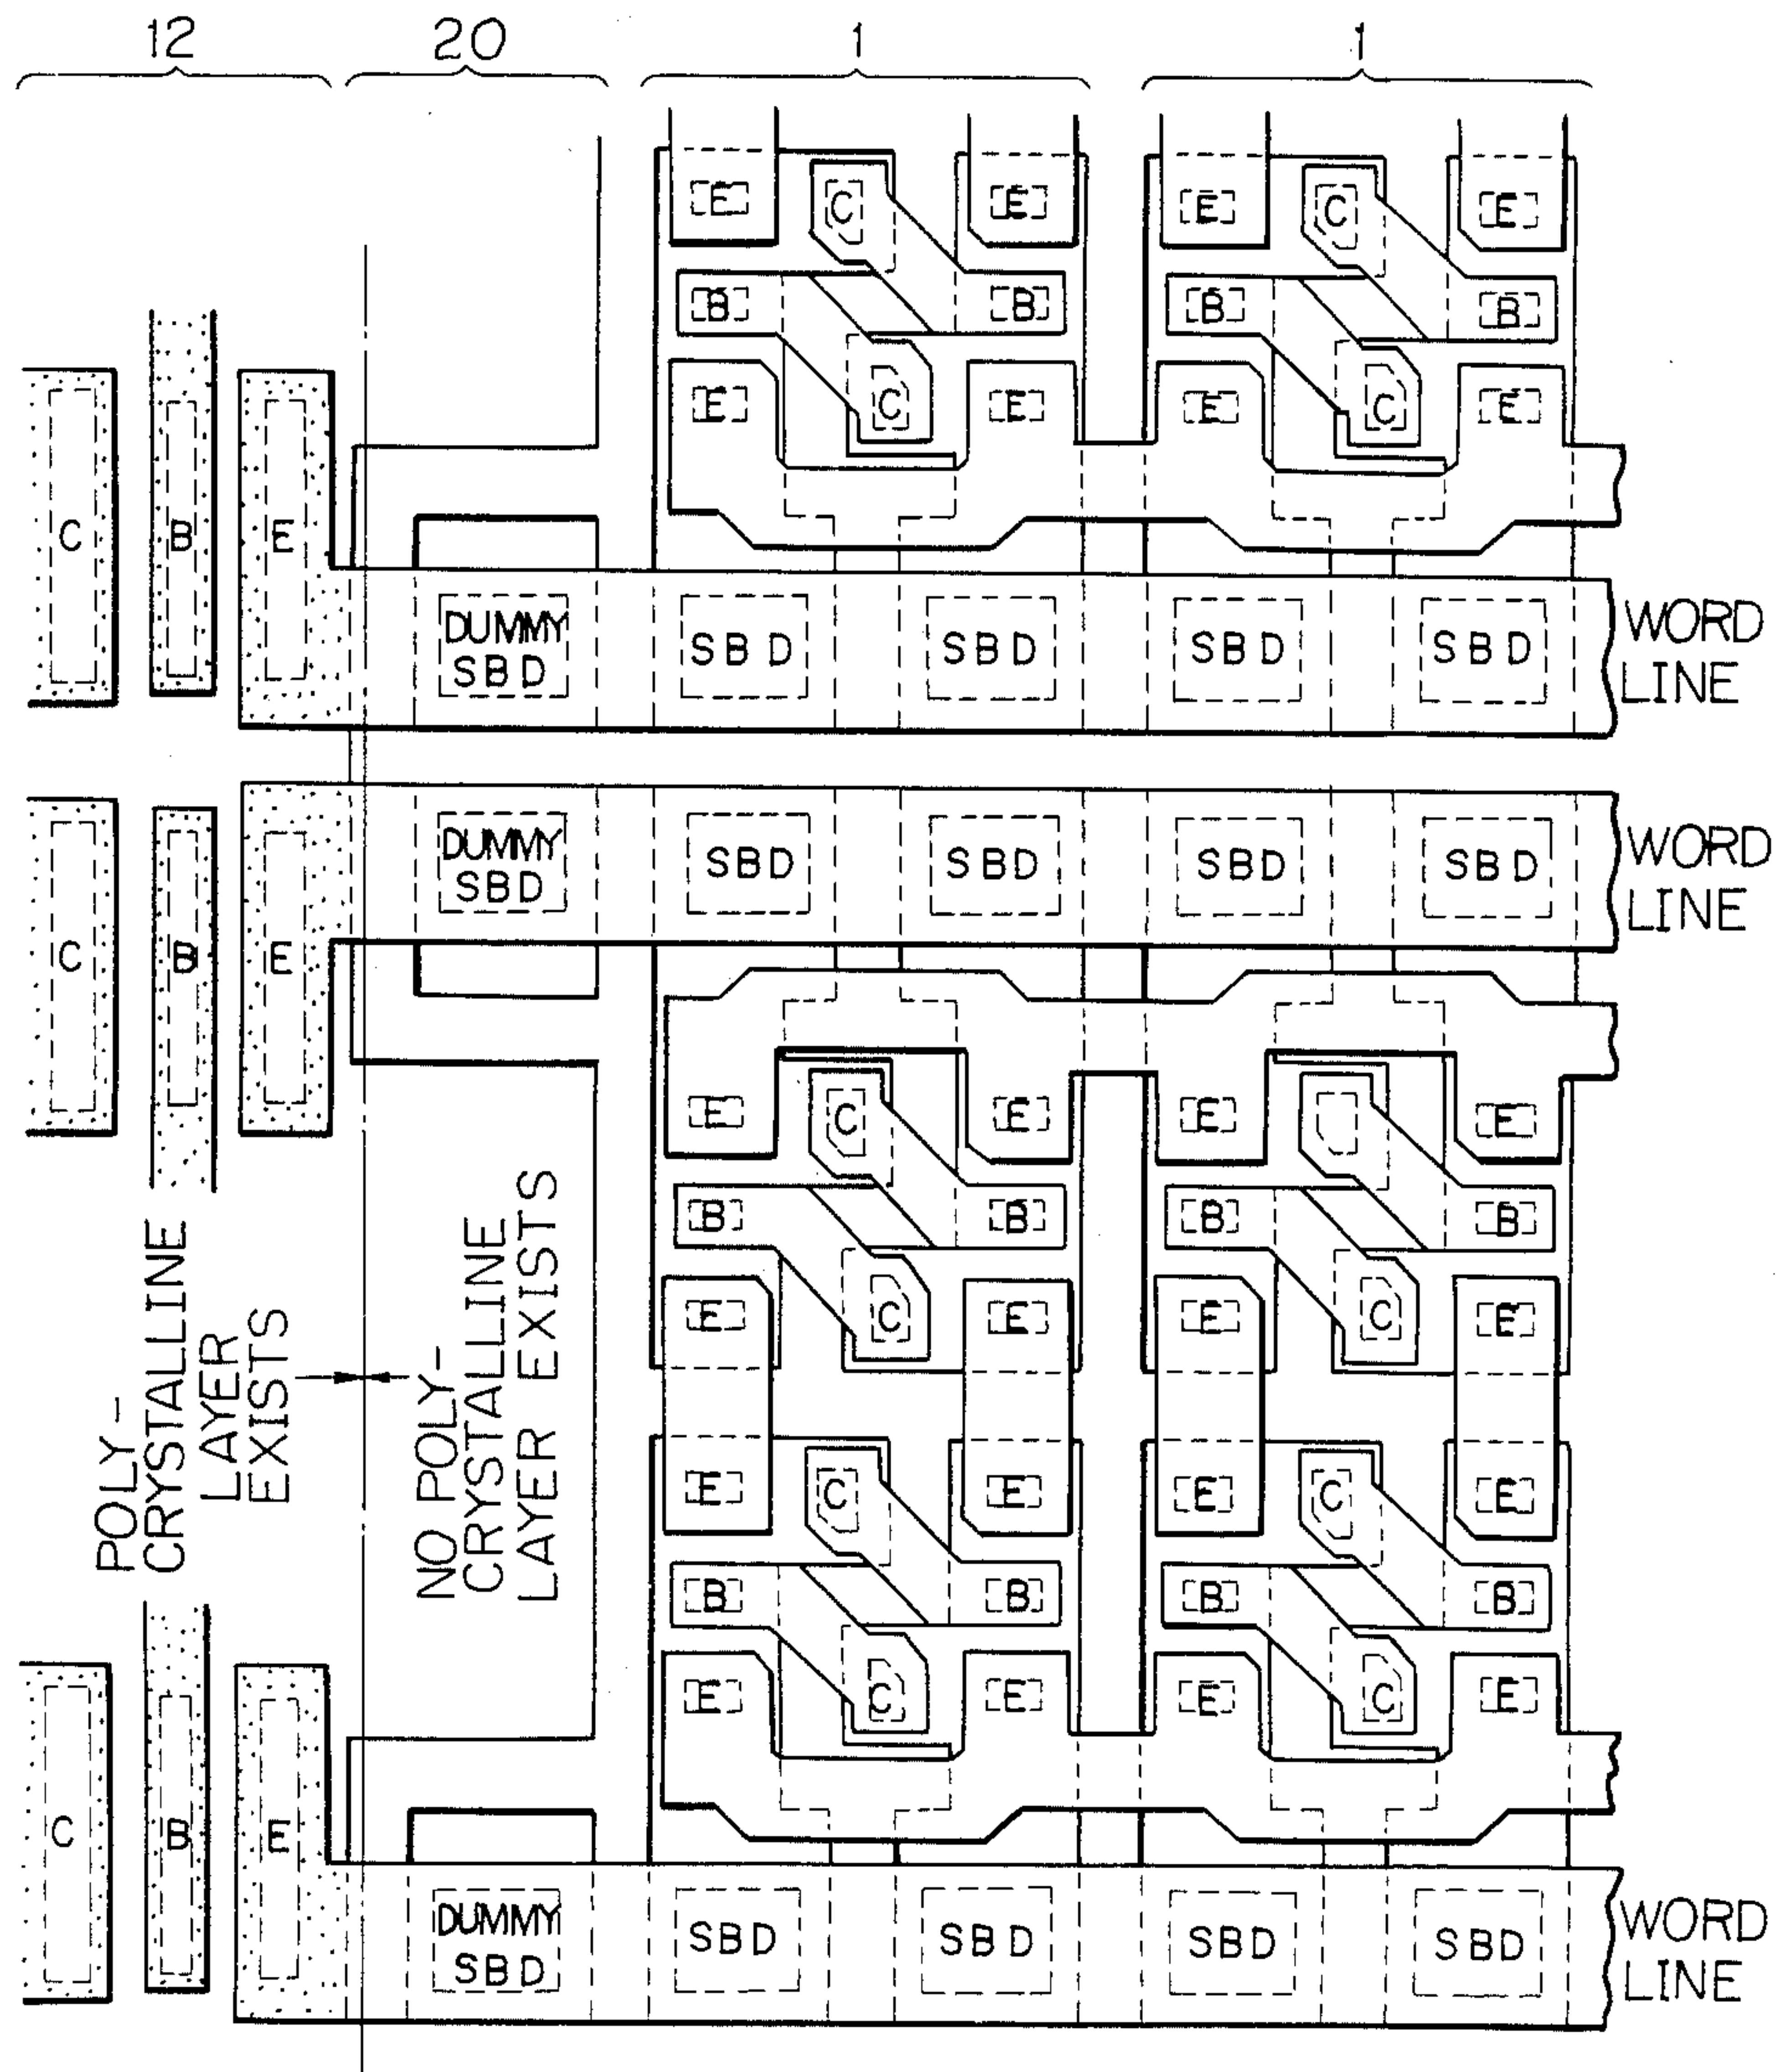 12 20 1 1
E C E E C E
B B B B
E C E E C E
C B E
DUMMY SBD SBD SBD SBD SBD WORD LINE
DUMMY SBD SBD SBD SBD SBD WORD LINE
C B E
E C E E E
B B B B
E C E E C E
POLY-
CRYSTALLINE
LAYER
EXISTS
NO POLY-
CRYSTALLINE
LAYER EXISTS
E C E E C E
B B B B
E C E E C E
C B E
DUMMY SBD SBD SBD SBD SBD WORD LINE